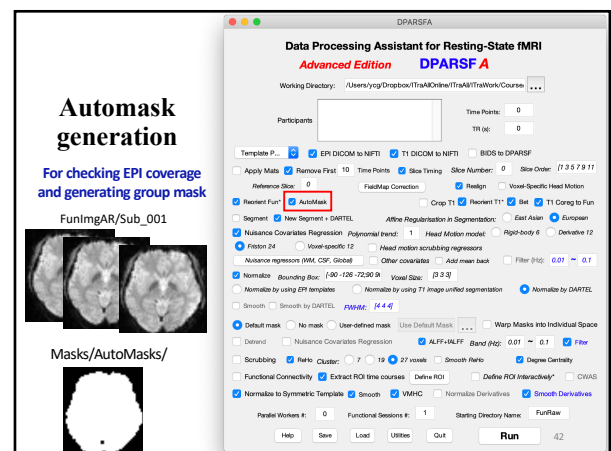 Automask
generation
For checking EPI coverage
and generating group mask
FunImgAR/Sub_001
Masks/AutoMasks/
DPARSFA
Data Processing Assistant for Resting-State fMRI
Advanced Edition DPARSF A
Working Directory: /Users/ycg/Dropbox/ITraAllOnline/ITraAll/ITraWork/Course/ ...
Participants
Time Points: 0
TR (s): 0
Template P... EPI DICOM to NIFTI T1 DICOM to NIFTI BIDS to DPARSF
Apply Mats Remove First 10 Time Points Slice Timing Slice Number: 0 Slice Order: [1 3 5 7 9 11
Reference Slice: 0 FieldMap Correction Realign Voxel-Specific Head Motion
Reorient Fun* AutoMask Crop T1 Reorient T1* Bet T1 Coreg to Fun
Segment New Segment + DARTEL Affine Regularisation in Segmentation: East Asian European
Nuisance Covariates Regression Polynomial trend: 1 Head Motion model: Rigid-body 6 Derivative 12
Friston 24 Voxel-specific 12 Head motion scrubbing regressors
Nuisance regressors (WM, CSF, Global) Other covariates Add mean back Filter (Hz): 0.01 ~ 0.1
Normalize Bounding Box: [-90 -126 -72;90 9 Voxel Size: [3 3 3]
Normalize by using EPI templates Normalize by using T1 image unified segmentation Normalize by DARTEL
Smooth Smooth by DARTEL FWHM: [4 4 4]
Default mask No mask User-defined mask Use Default Mask ... Warp Masks into Individual Space
Detrend Nuisance Covariates Regression ALFF+fALFF Band (Hz): 0.01 ~ 0.1 Filter
Scrubbing ReHo Cluster: 7 19 27 voxels Smooth ReHo Degree Centrality
Functional Connectivity Extract ROI time courses Define ROI Define ROI Interactively* CWAS
Normalize to Symmetric Template Smooth VMHC Normalize Derivatives Smooth Derivatives
Parallel Workers #: 0 Functional Sessions #: 1 Starting Directory Name: FunRaw
Help Save Load Utilities Quit Run 42